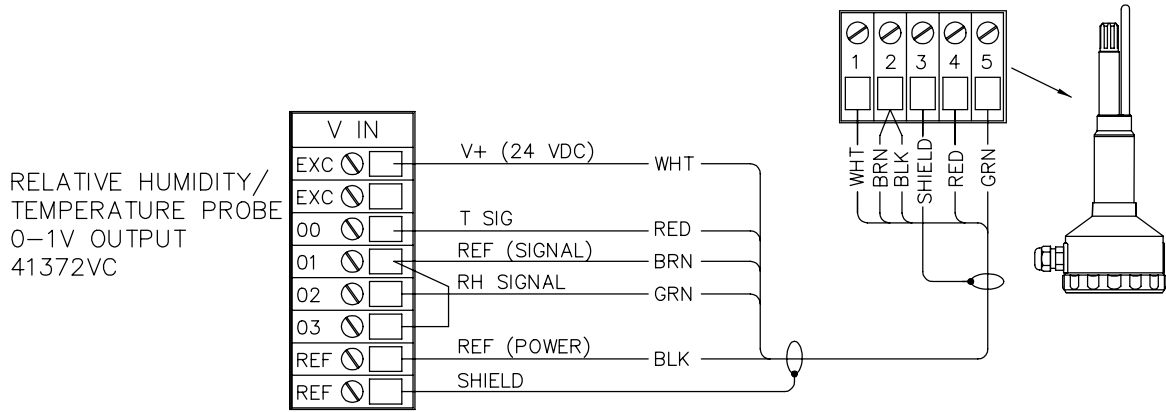 1 2 3 4 5
WHT BRN BLK SHIELD RED GRN
RELATIVE HUMIDITY/
TEMPERATURE PROBE
0-1V OUTPUT
41372VC
V IN
EXC V+ (24 VDC) WHT
EXC
00 T SIG RED
01 REF (SIGNAL) BRN
02 RH SIGNAL GRN
03
REF REF (POWER) BLK
REF SHIELD